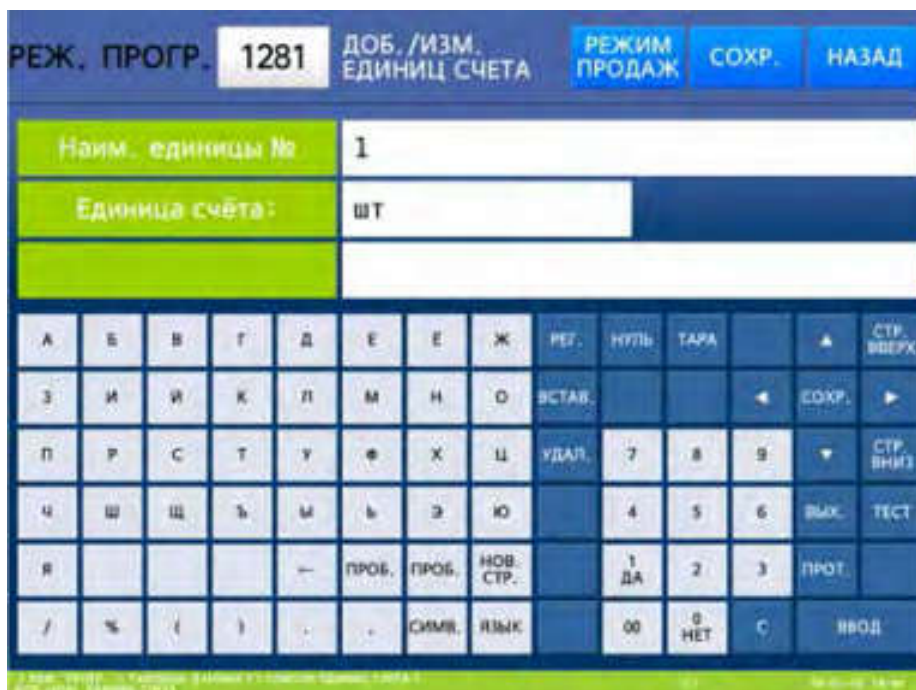 РЕЖ. ПРОГР. 1281 ДОБ./ИЗМ. ЕДИНИЦ СЧЕТА РЕЖИМ ПРОДАЖ СОХР. НАЗАД
Наим. единицы № 1
Единица счёта: шт
А Б В Г Д Е Ё Ж РЕГ. НУЛЬ ТАРА ▲ СТР. ВВЕРХ
З И Й К Л М Н О ВСТАВ. ◀ СОХР. ▶
П Р С Т У Ф Х Ц УДАЛ. 7 8 9 ▼ СТР. ВНИЗ
Ч Ш Щ Ъ Ы Ь Э Ю 4 5 6 ВЫХ. ТЕСТ
Я ← ПРОБ. ПРОБ. НОВ. СТР. 1 ДА 2 3 ПРОТ.
/ % ( ) . , СИМВ. ЯЗЫК 00 0 НЕТ С ВВОД